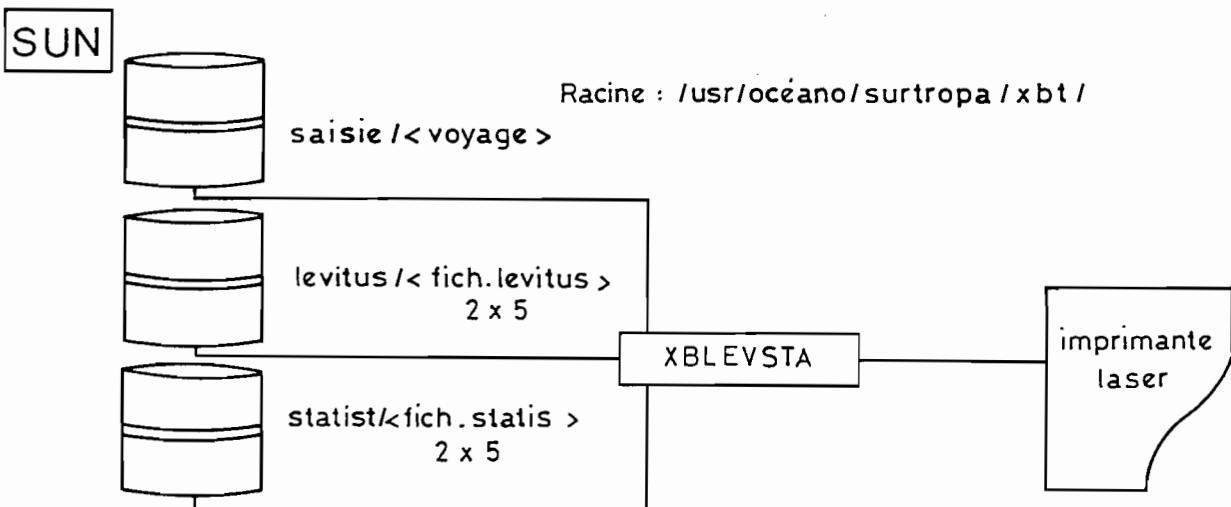 SUN
Racine : /usr/océano/surtropa/xbt/
saisie/<voyage>
levitus/<fich.levitus>
2 x 5
XBLEVSTA
imprimante
laser
statist/<fich.statis>
2 x 5